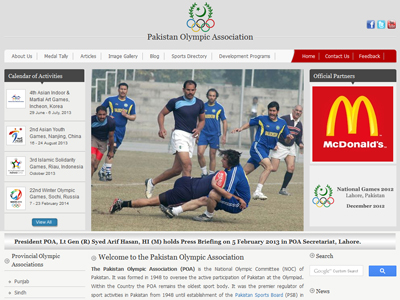 Pakistan Olympic Association
About Us Medal Tally Articles Image Gallery Blog Sports Directory Development Programs Home Contact Us Feedback
Calendar of Activities
4th Asian Indoor &
Martial Art Games,
Incheon, Korea
29 June - 6 July, 2013
2nd Asian Youth
Games, Nanjing, China
16 - 24 August 2013
3rd Islamic Solidarity
Games, Riau, Indonesia
October 2013
22nd Winter Olympic
Games, Sochi, Russia
7 - 23 February 2014
View All
Official Partners
McDonald's
National Games 2012
Lahore, Pakistan
December 2012
President POA, Lt Gen (R) Syed Arif Hasan, HI (M) holds Press Briefing on 5 February 2013 in POA Secretariat, Lahore.
Provincial Olympic
Associations
Punjab
Sindh
Welcome to the Pakistan Olympic Association
The Pakistan Olympic Association (POA) is the National Olympic Committee (NOC) of
Pakistan. It was formed in 1948 to oversee the active participation of Pakistan at the Olympiad.
Within the Country the POA remains the oldest sport body. It was the premier regulator of
sport activities in Pakistan from 1948 until establishment of the Pakistan Sports Board (PSB) in
Search
Google
News